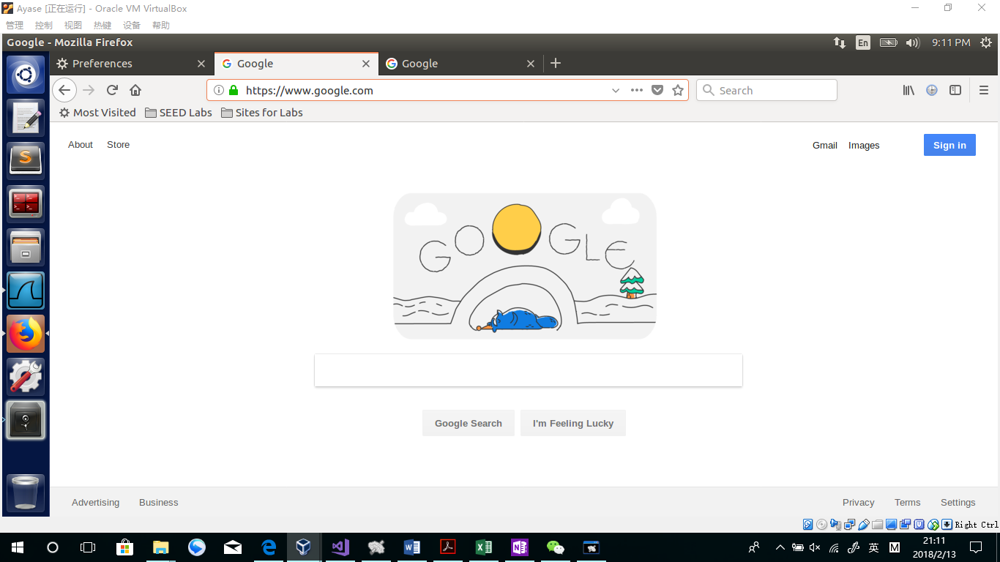 Ayase [正在运行] - Oracle VM VirtualBox
管理 控制 视图 热键 设备 帮助
Google - Mozilla Firefox En 9:11 PM
Preferences Google Google
https://www.google.com Search
Most Visited SEED Labs Sites for Labs
About Store Gmail Images Sign in
GOOGLE
Google Search I'm Feeling Lucky
Advertising Business Privacy Terms Settings
Right Ctrl
英 M 21:11
2018/2/13